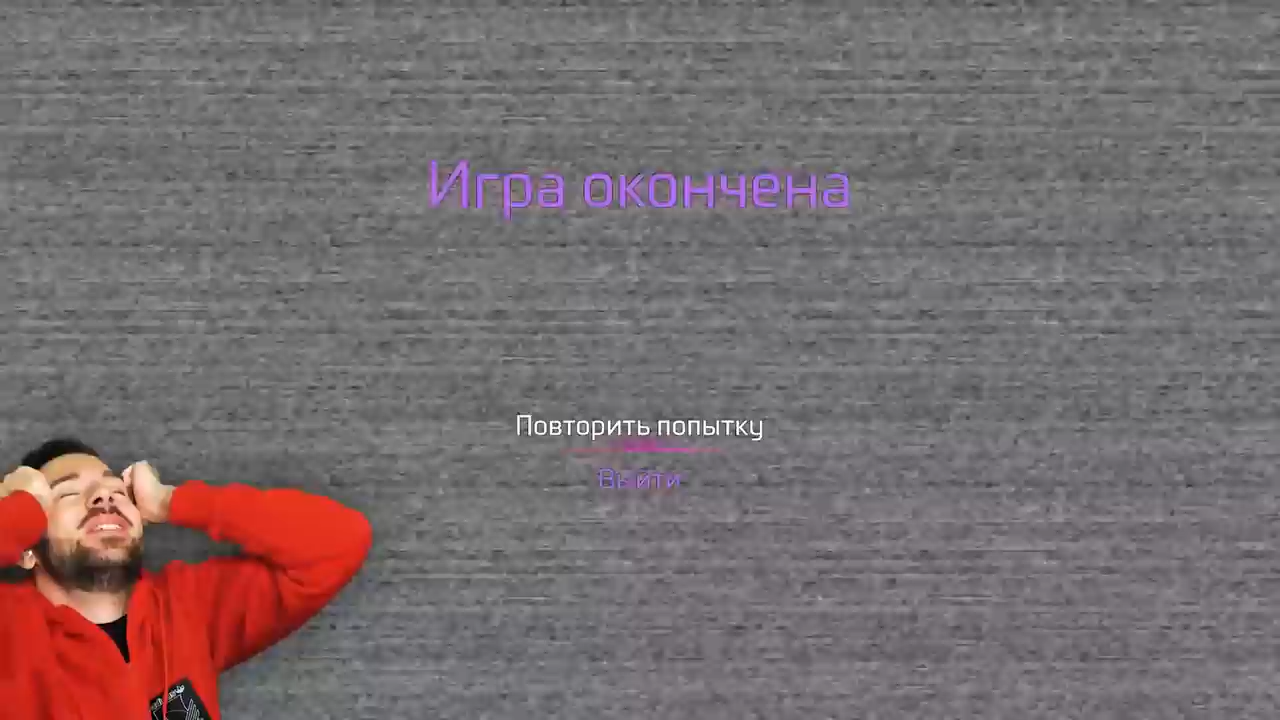 Игра окончена
Повторить попытку
Выйти